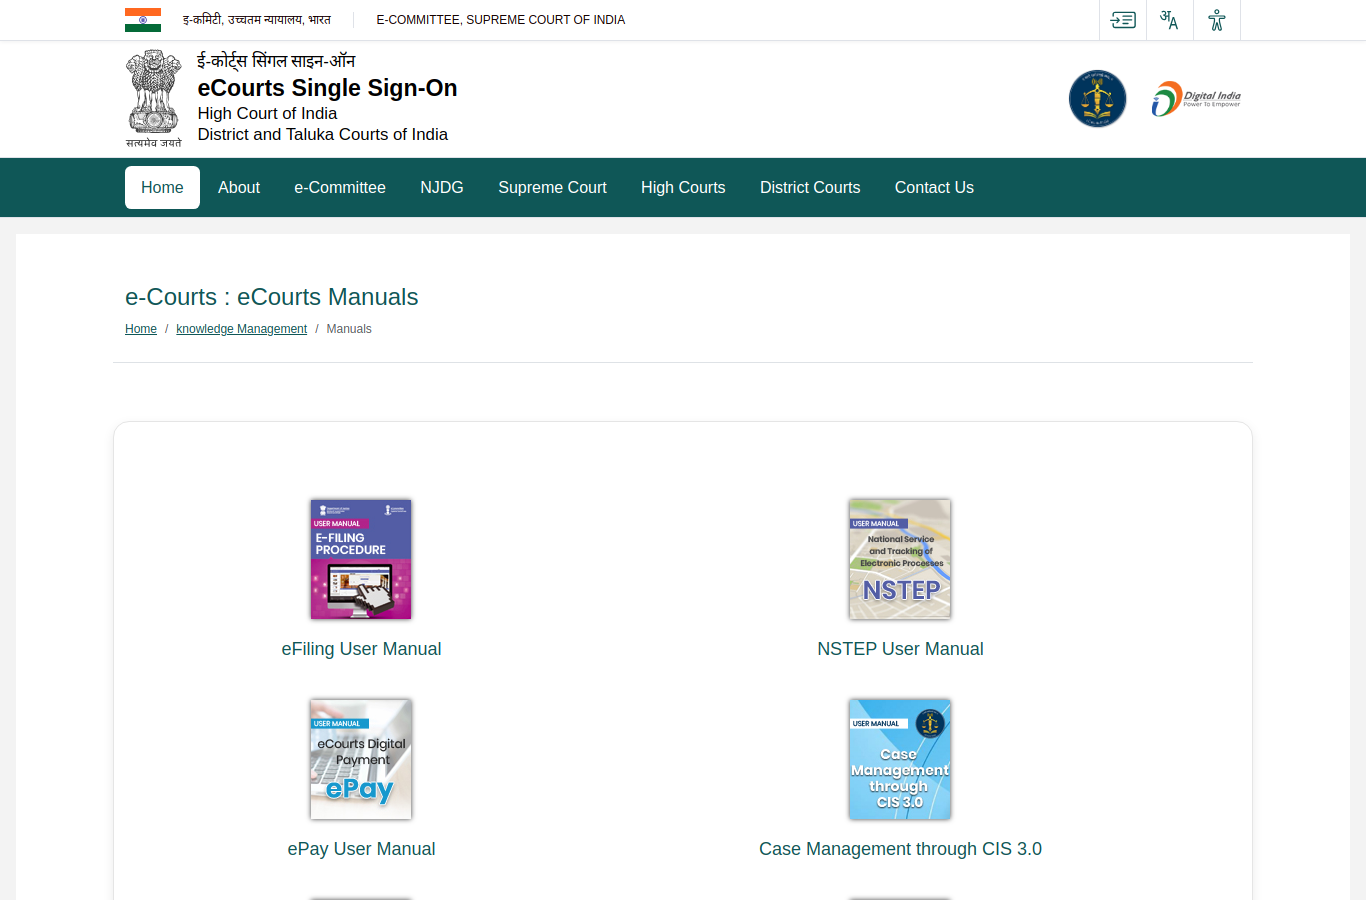 इ-कमिटी, उच्चतम न्यायालय, भारत
E-COMMITTEE, SUPREME COURT OF INDIA
अ A
सत्यमेव जयते
ई-कोर्ट्स सिंगल साइन-ऑन
eCourts Single Sign-On
High Court of India
District and Taluka Courts of India
Digital India
Power To Empower
Home
About
e-Committee
NJDG
Supreme Court
High Courts
District Courts
Contact Us
e-Courts : eCourts Manuals
Home / knowledge Management / Manuals
USER MANUAL
E-FILING
PROCEDURE
eFiling User Manual
USER MANUAL
National Service
and Tracking of
Electronic Processes
NSTEP
NSTEP User Manual
USER MANUAL
eCourts Digital
Payment
ePay
ePay User Manual
USER MANUAL
Case
Management
through
CIS 3.0
Case Management through CIS 3.0